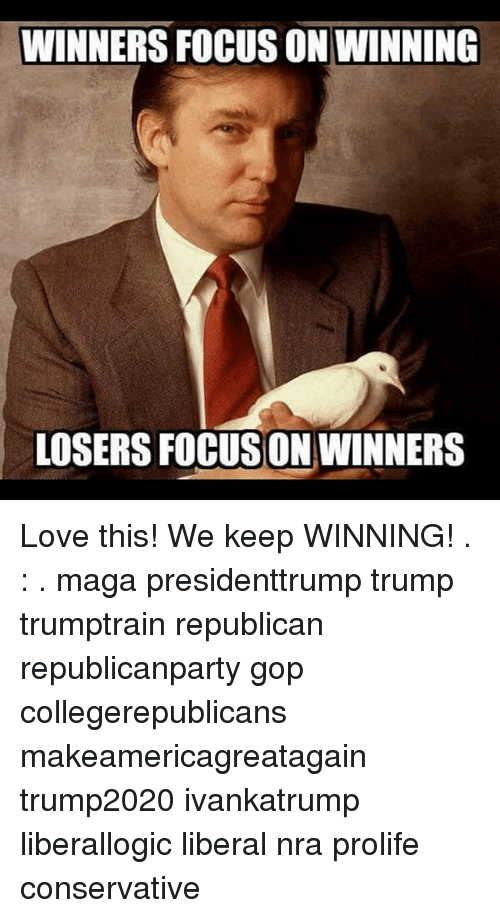 WINNERS FOCUS ON WINNING
LOSERS FOCUS ON WINNERS
Love this! We keep WINNING! .
: . maga presidenttrump trump
trumptrain republican
republicanparty gop
collegerepublicans
makeamericagreatagain
trump2020 ivankatrump
liberallogic liberal nra prolife
conservative